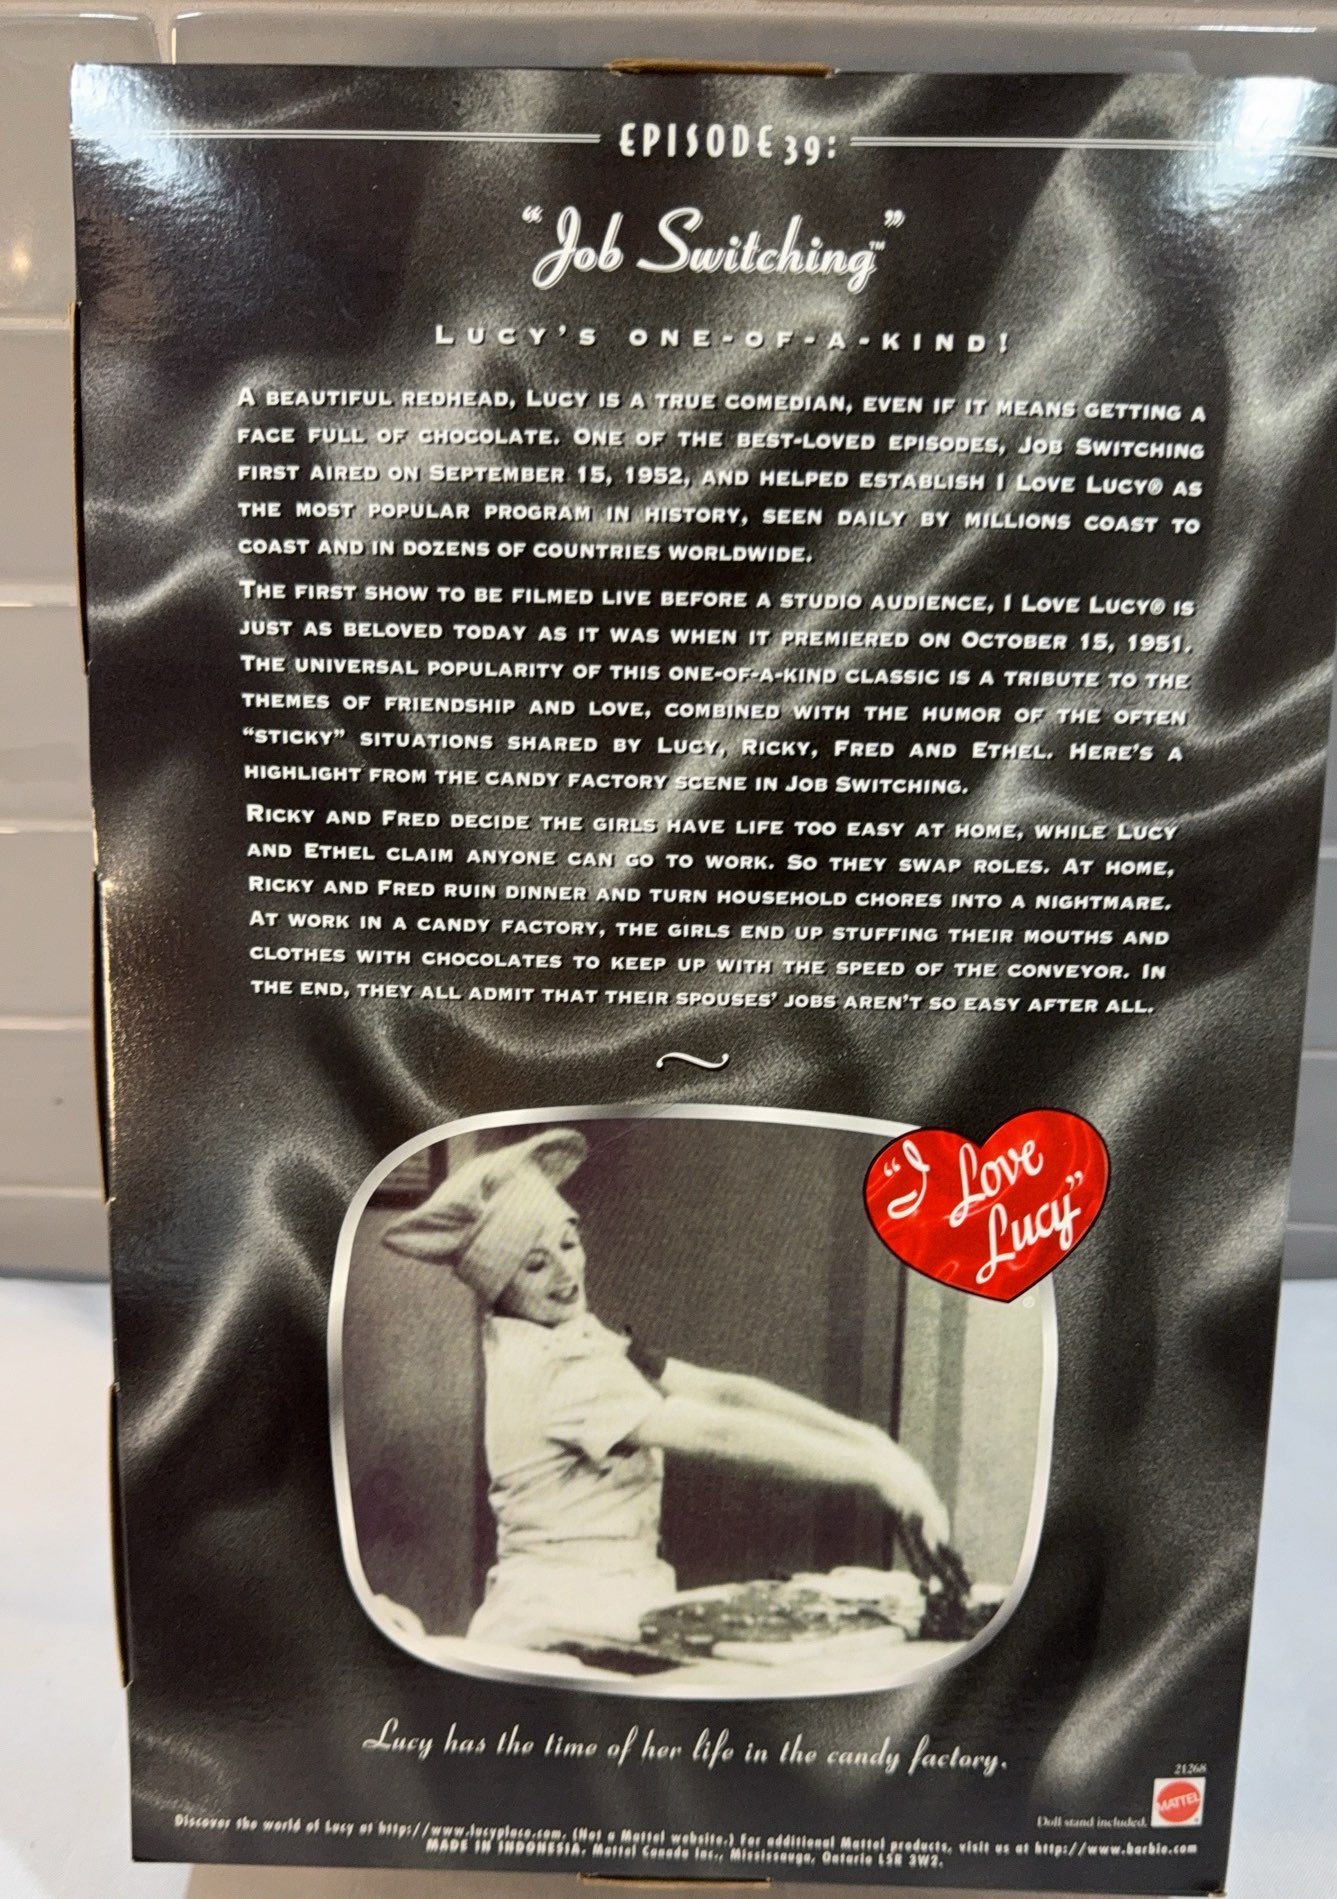 EPISODE 39:
"Job Switching™"
LUCY'S ONE-OF-A-KIND!
A BEAUTIFUL REDHEAD, LUCY IS A TRUE COMEDIAN, EVEN IF IT MEANS GETTING A
FACE FULL OF CHOCOLATE. ONE OF THE BEST-LOVED EPISODES, JOB SWITCHING
FIRST AIRED ON SEPTEMBER 15, 1952, AND HELPED ESTABLISH I LOVE LUCY® AS
THE MOST POPULAR PROGRAM IN HISTORY, SEEN DAILY BY MILLIONS COAST TO
COAST AND IN DOZENS OF COUNTRIES WORLDWIDE.
THE FIRST SHOW TO BE FILMED LIVE BEFORE A STUDIO AUDIENCE, I LOVE LUCY® IS
JUST AS BELOVED TODAY AS IT WAS WHEN IT PREMIERED ON OCTOBER 15, 1951.
THE UNIVERSAL POPULARITY OF THIS ONE-OF-A-KIND CLASSIC IS A TRIBUTE TO THE
THEMES OF FRIENDSHIP AND LOVE, COMBINED WITH THE HUMOR OF THE OFTEN
"STICKY" SITUATIONS SHARED BY LUCY, RICKY, FRED AND ETHEL. HERE'S A
HIGHLIGHT FROM THE CANDY FACTORY SCENE IN JOB SWITCHING.
RICKY AND FRED DECIDE THE GIRLS HAVE LIFE TOO EASY AT HOME, WHILE LUCY
AND ETHEL CLAIM ANYONE CAN GO TO WORK. SO THEY SWAP ROLES. AT HOME,
RICKY AND FRED RUIN DINNER AND TURN HOUSEHOLD CHORES INTO A NIGHTMARE.
AT WORK IN A CANDY FACTORY, THE GIRLS END UP STUFFING THEIR MOUTHS AND
CLOTHES WITH CHOCOLATES TO KEEP UP WITH THE SPEED OF THE CONVEYOR. IN
THE END, THEY ALL ADMIT THAT THEIR SPOUSES' JOBS AREN'T SO EASY AFTER ALL.
"I Love
Lucy"
®
Lucy has the time of her life in the candy factory.
21268
MATTEL
Doll stand included.
Discover the world of Lucy at http://www.lucyplace.com. (Not a Mattel website.) For additional Mattel products, visit us at http://www.barbie.com
MADE IN INDONESIA. Mattel Canada Inc., Mississauga, Ontario L5R 3W2.